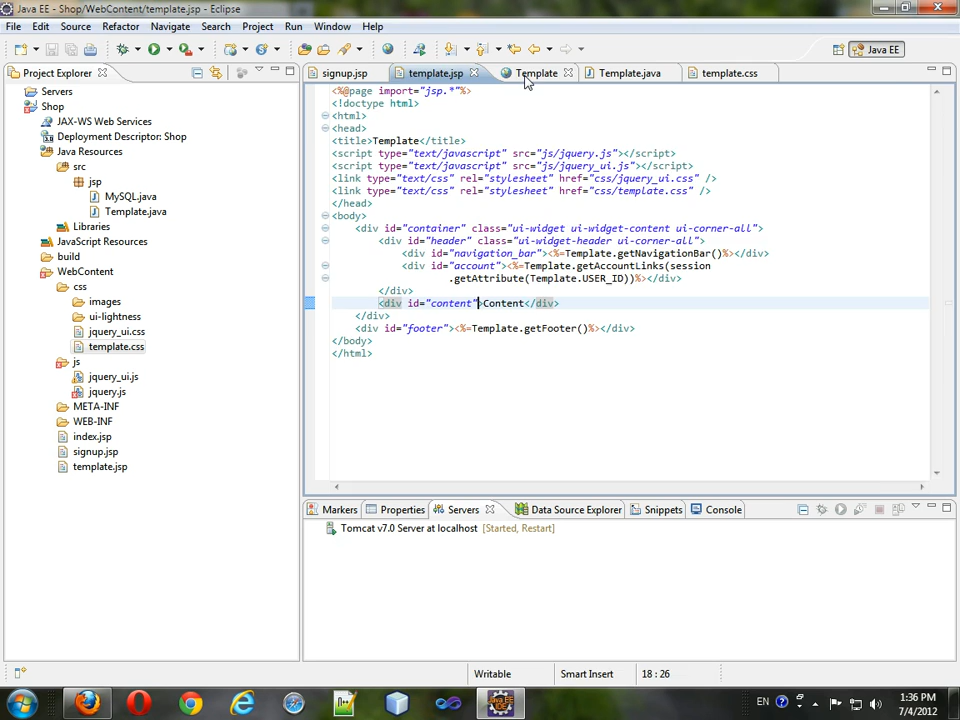 Java EE - Shop/WebContent/template.jsp - Eclipse
File Edit Source Refactor Navigate Search Project Run Window Help
Java EE
Project Explorer
signup.jsp template.jsp Template Template.java template.css
Servers
Shop
JAX-WS Web Services
Deployment Descriptor: Shop
Java Resources
src
jsp
MySQL.java
Template.java
Libraries
JavaScript Resources
build
WebContent
css
images
ui-lightness
jquery_ui.css
template.css
js
jquery_ui.js
jquery.js
META-INF
WEB-INF
index.jsp
signup.jsp
template.jsp
<%@page import="jsp.*"%>
<!doctype html>
<html>
<head>
<title>Template</title>
<script type="text/javascript" src="js/jquery.js"></script>
<script type="text/javascript" src="js/jquery_ui.js"></script>
<link type="text/css" rel="stylesheet" href="css/jquery_ui.css" />
<link type="text/css" rel="stylesheet" href="css/template.css" />
</head>
<body>
<div id="container" class="ui-widget ui-widget-content ui-corner-all">
<div id="header" class="ui-widget-header ui-corner-all">
<div id="navigation_bar"><%=Template.getNavigationBar()%></div>
<div id="account"><%=Template.getAccountLinks(session
.getAttribute(Template.USER_ID))%></div>
</div>
<div id="content">Content</div>
</div>
<div id="footer"><%=Template.getFooter()%></div>
</body>
</html>
Markers Properties Servers Data Source Explorer Snippets Console
Tomcat v7.0 Server at localhost [Started, Restart]
Writable Smart Insert 18 : 26
EN
1:36 PM
7/4/2012